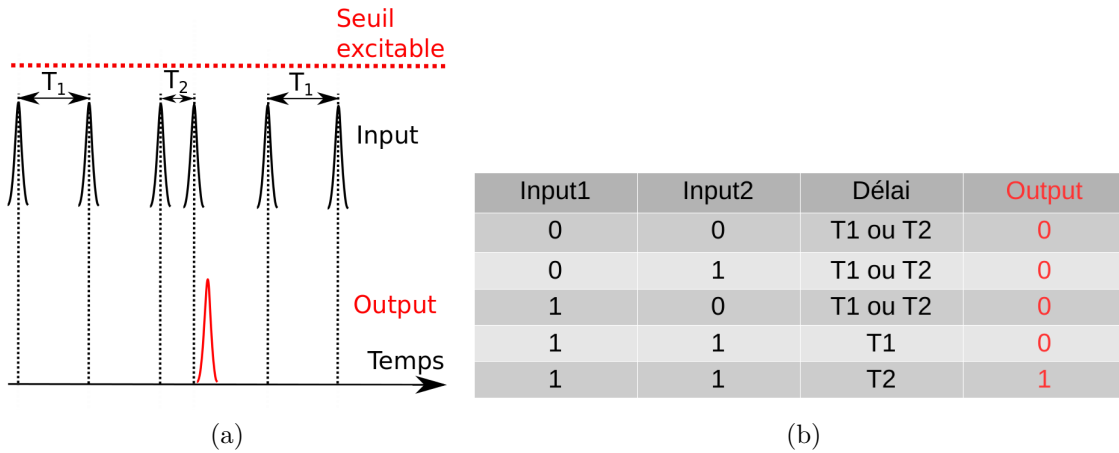 Seuil
excitable
T1 T2 T1
Input
Output
Temps
(a)
Input1 Input2 Délai Output
0 0 T1 ou T2 0
0 1 T1 ou T2 0
1 0 T1 ou T2 0
1 1 T1 0
1 1 T2 1
(b)